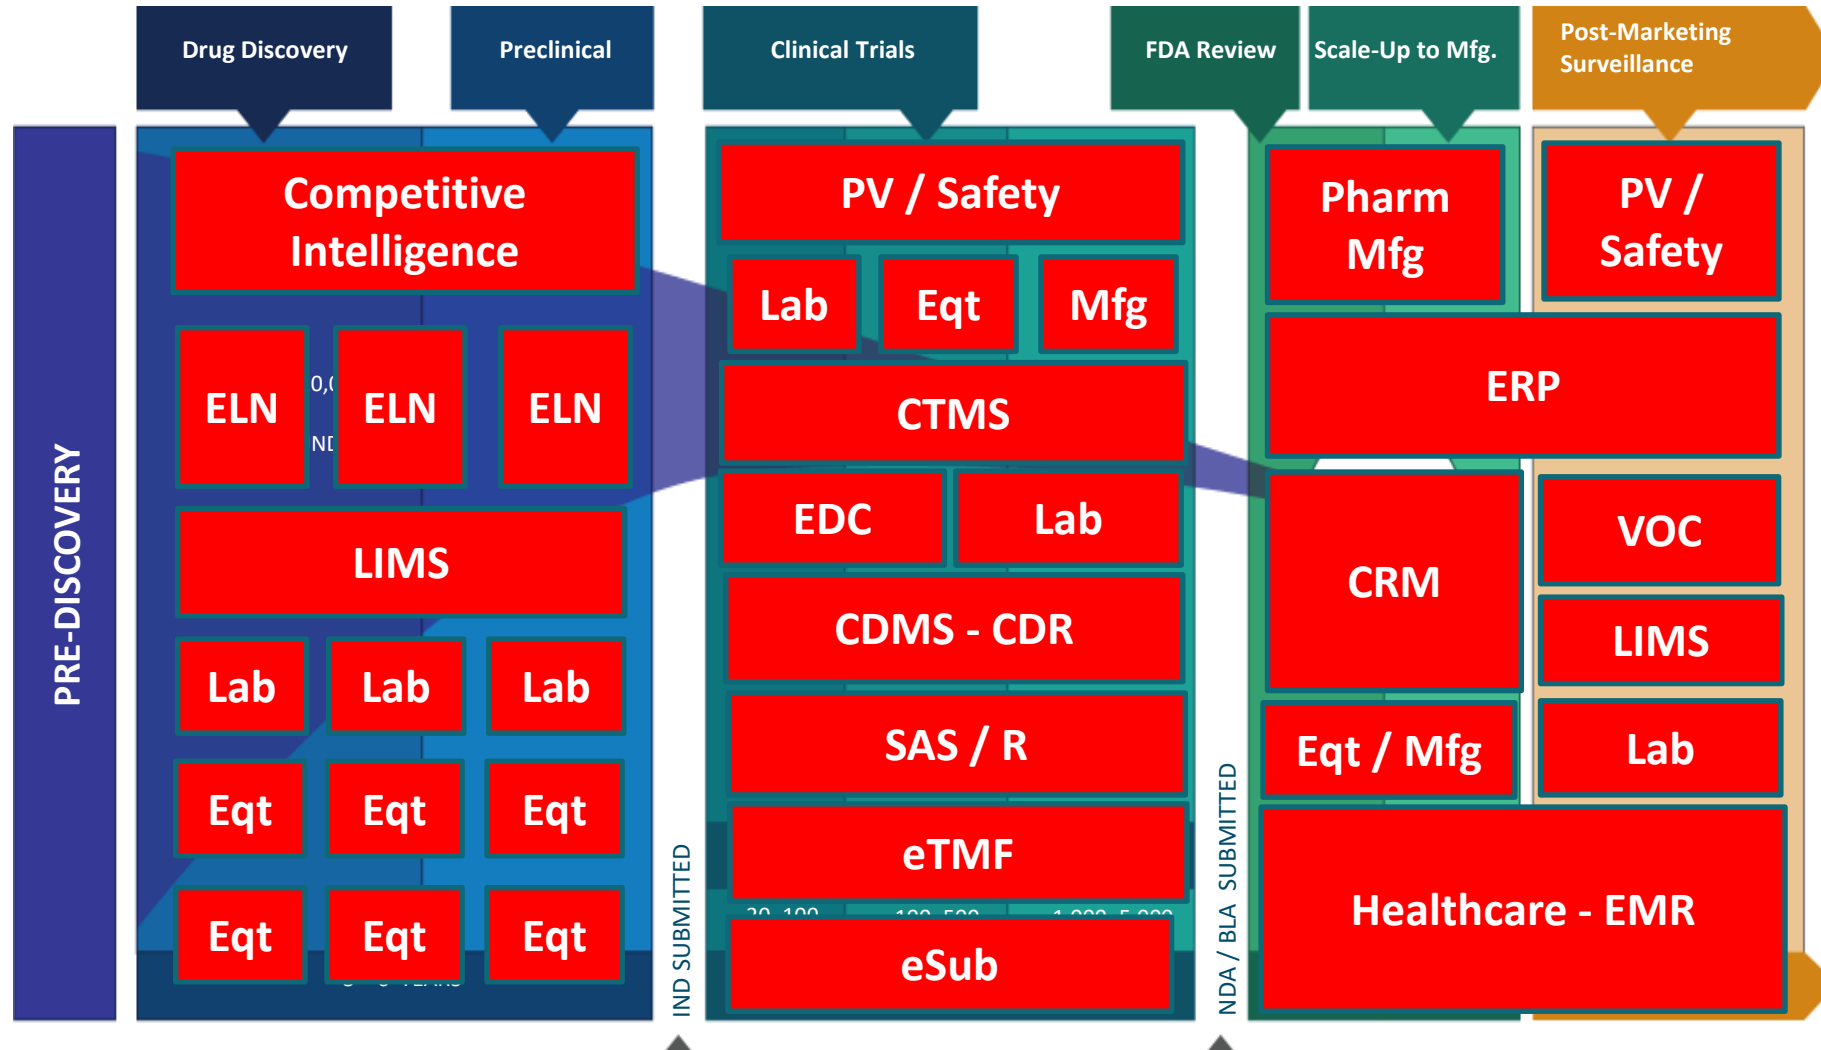 Drug Discovery
Preclinical
Clinical Trials
FDA Review
Scale-Up to Mfg.
Post-Marketing
Surveillance
PRE-DISCOVERY
Competitive
Intelligence
ELN
ELN
ELN
LIMS
Lab
Lab
Lab
Eqt
Eqt
Eqt
Eqt
Eqt
Eqt
IND SUBMITTED
PV / Safety
Lab
Eqt
Mfg
CTMS
EDC
Lab
CDMS - CDR
SAS / R
eTMF
eSub
NDA / BLA SUBMITTED
Pharm
Mfg
PV /
Safety
ERP
CRM
VOC
LIMS
Lab
Eqt / Mfg
Healthcare - EMR